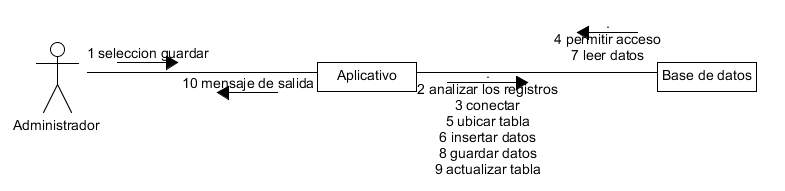 1 seleccion guardar
10 mensaje de salida
Administrador
Aplicativo
2 analizar los registros
3 conectar
5 ubicar tabla
6 insertar datos
8 guardar datos
9 actualizar tabla
4 permitir acceso
7 leer datos
Base de datos